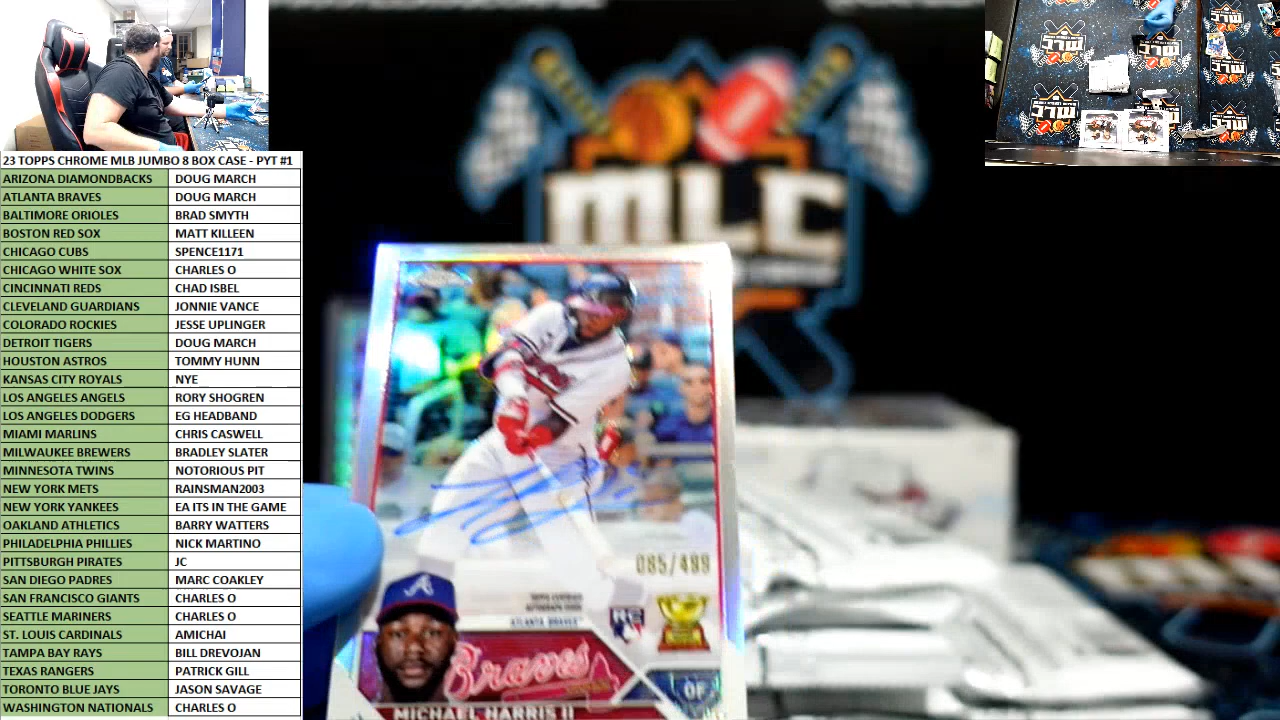 23 TOPPS CHROME MLB JUMBO 8 BOX CASE - PYT #1
ARIZONA DIAMONDBACKS DOUG MARCH
ATLANTA BRAVES DOUG MARCH
BALTIMORE ORIOLES BRAD SMYTH
BOSTON RED SOX MATT KILLEEN
CHICAGO CUBS SPENCE1171
CHICAGO WHITE SOX CHARLES O
CINCINNATI REDS CHAD ISBEL
CLEVELAND GUARDIANS JONNIE VANCE
COLORADO ROCKIES JESSE UPLINGER
DETROIT TIGERS DOUG MARCH
HOUSTON ASTROS TOMMY HUNN
KANSAS CITY ROYALS NYE
LOS ANGELES ANGELS RORY SHOGREN
LOS ANGELES DODGERS EG HEADBAND
MIAMI MARLINS CHRIS CASWELL
MILWAUKEE BREWERS BRADLEY SLATER
MINNESOTA TWINS NOTORIOUS PIT
NEW YORK METS RAINSMAN2003
NEW YORK YANKEES EA ITS IN THE GAME
OAKLAND ATHLETICS BARRY WATTERS
PHILADELPHIA PHILLIES NICK MARTINO
PITTSBURGH PIRATES JC
SAN DIEGO PADRES MARC COAKLEY
SAN FRANCISCO GIANTS CHARLES O
SEATTLE MARINERS CHARLES O
ST. LOUIS CARDINALS AMICHAI
TAMPA BAY RAYS BILL DREVOJAN
TEXAS RANGERS PATRICK GILL
TORONTO BLUE JAYS JASON SAVAGE
WASHINGTON NATIONALS CHARLES O
MLC
085/499
ATLANTA BRAVES
RC
A
Braves
OF
MICHAEL HARRIS II